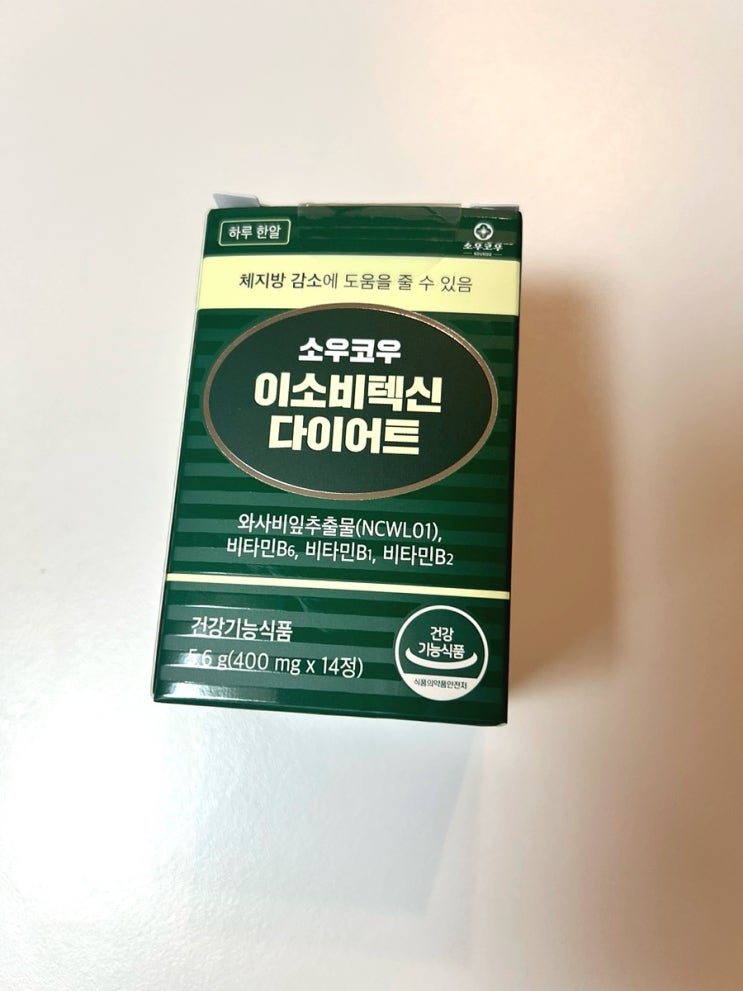 하루 한알
소우코우
SOUKOU
체지방 감소에 도움을 줄 수 있음
소우코우
이소비텍신
다이어트
와사비잎추출물(NCWL01),
비타민B6, 비타민B1, 비타민B2
건강기능식품
5.6 g(400 mg x 14정)
건강
기능식품
식품의약품안전처